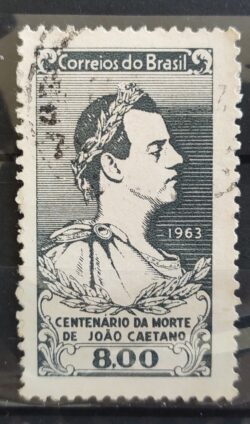 Correios do Brasil
1963
CENTENÁRIO DA MORTE
DE JOÃO CAETANO
8,00